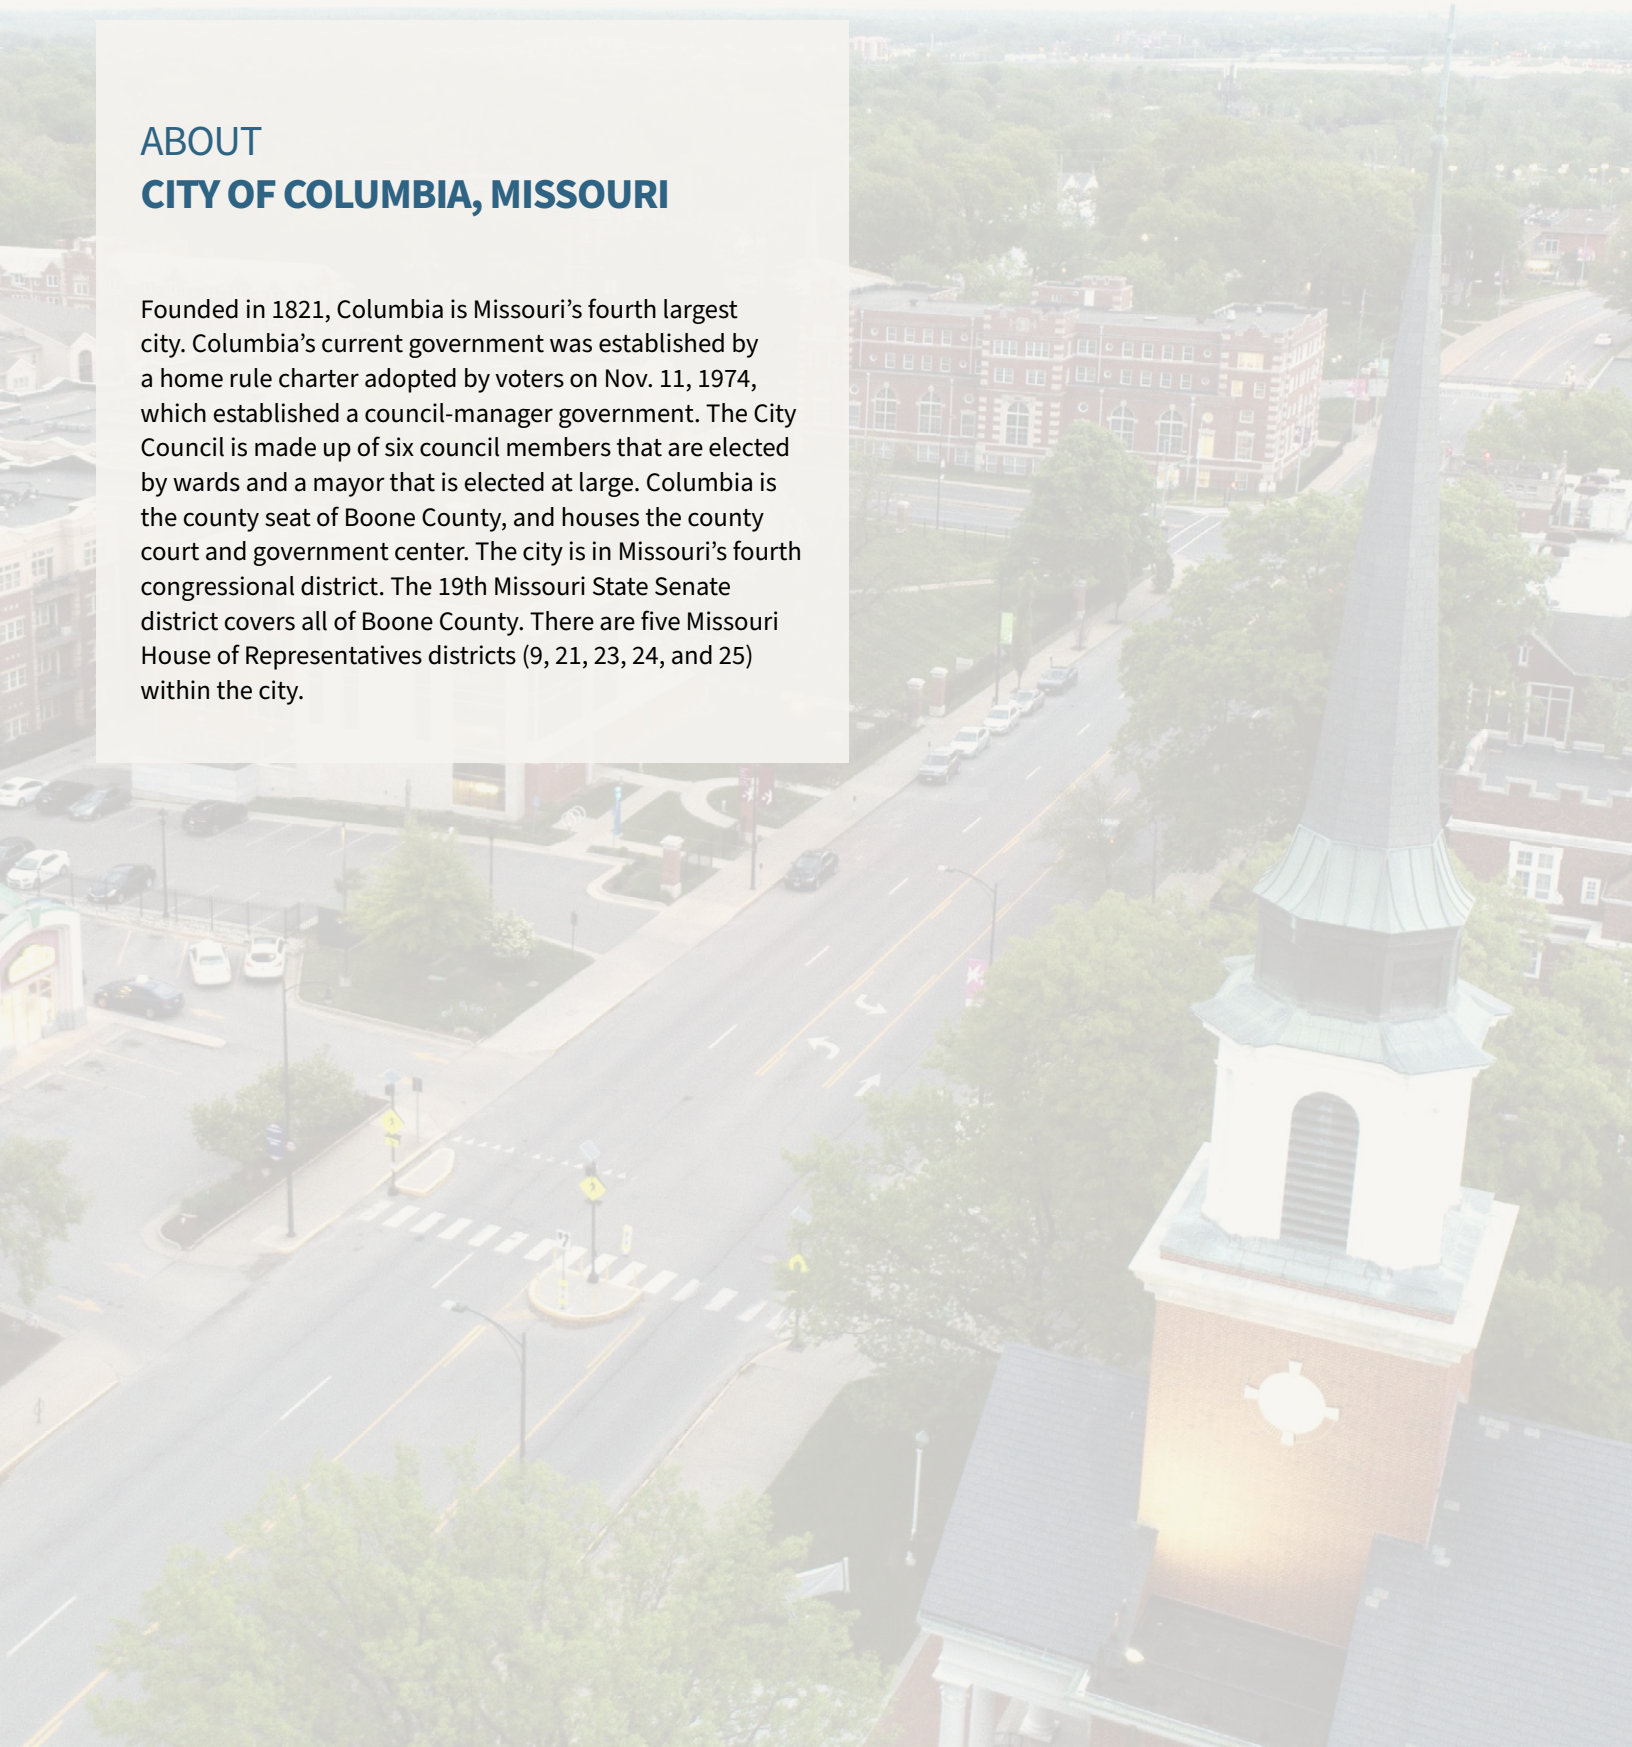 ABOUT
CITY OF COLUMBIA, MISSOURI
Founded in 1821, Columbia is Missouri’s fourth largest
city. Columbia’s current government was established by
a home rule charter adopted by voters on Nov. 11, 1974,
which established a council-manager government. The City
Council is made up of six council members that are elected
by wards and a mayor that is elected at large. Columbia is
the county seat of Boone County, and houses the county
court and government center. The city is in Missouri’s fourth
congressional district. The 19th Missouri State Senate
district covers all of Boone County. There are five Missouri
House of Representatives districts (9, 21, 23, 24, and 25)
within the city.